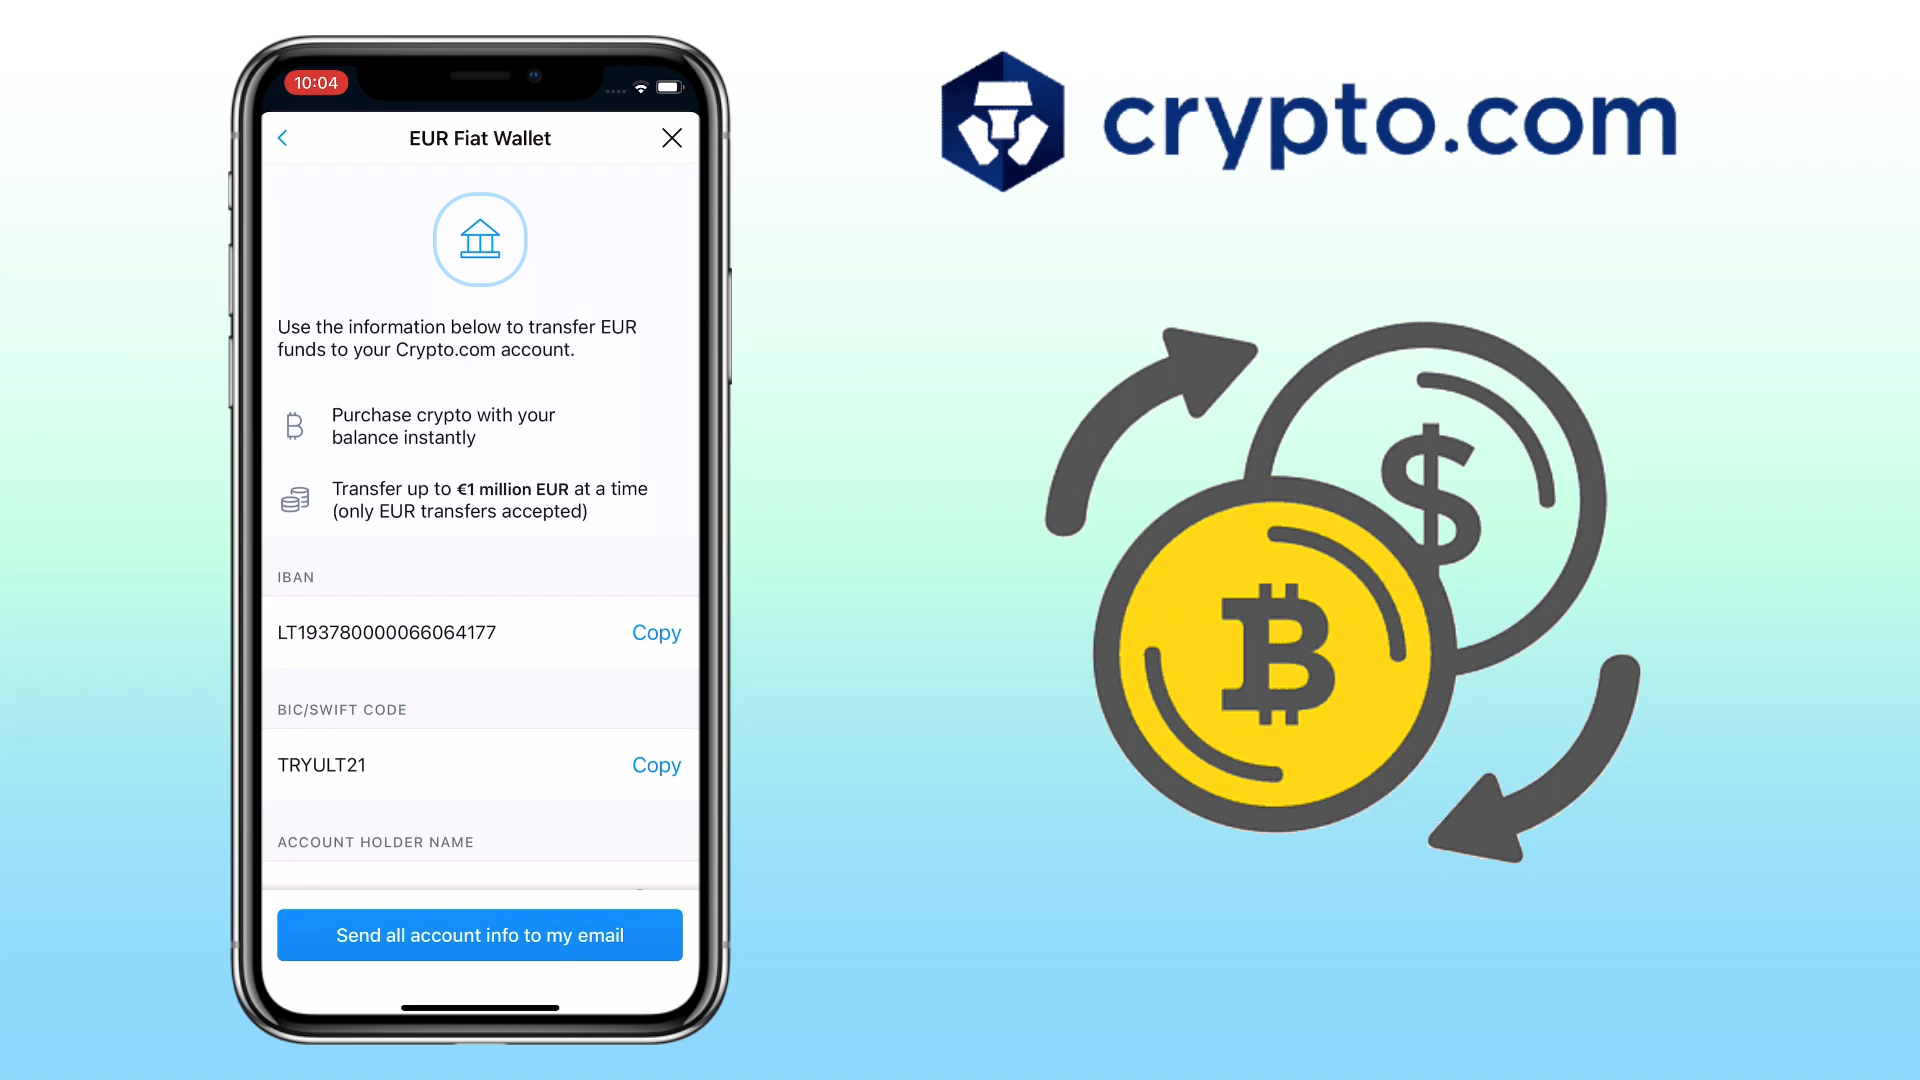 10:04
EUR Fiat Wallet
Use the information below to transfer EUR
funds to your Crypto.com account.
Purchase crypto with your
balance instantly
Transfer up to €1 million EUR at a time
(only EUR transfers accepted)
IBAN
LT193780000066064177
Copy
BIC/SWIFT CODE
TRYULT21
Copy
ACCOUNT HOLDER NAME
Send all account info to my email
crypto.com
$
B